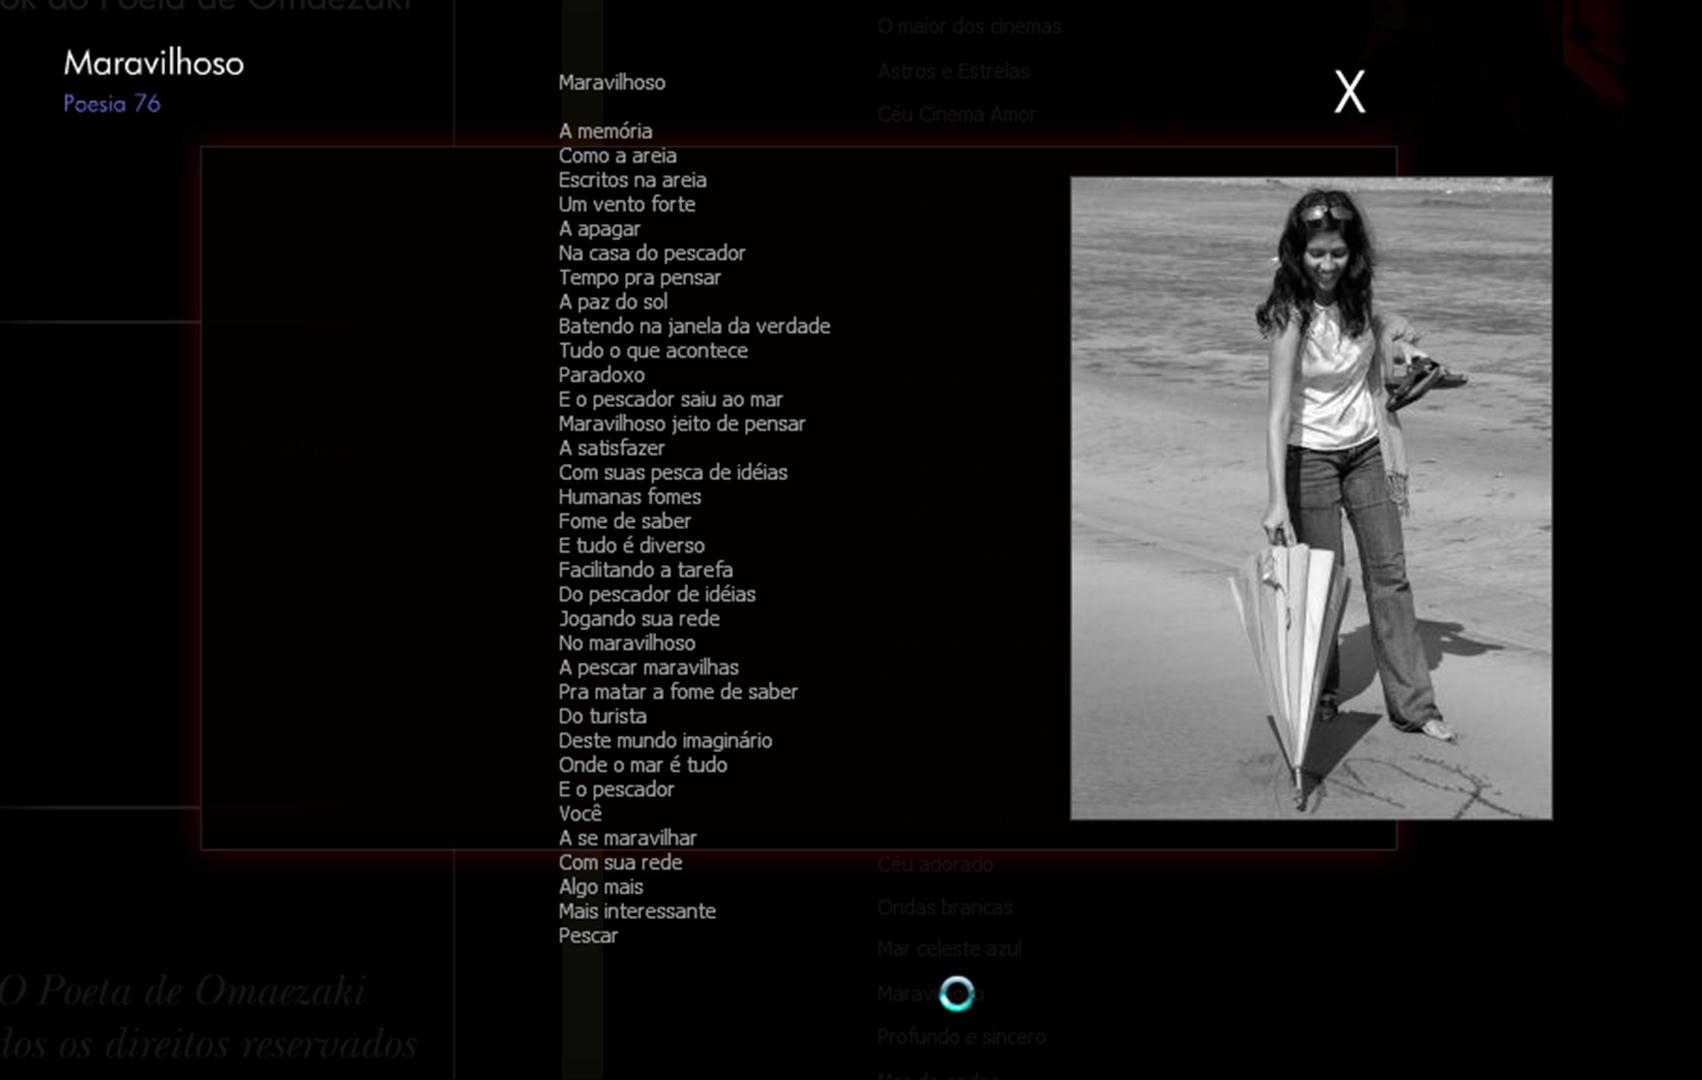 ok do Poeta de Omaezaki
Maravilhoso
Poesia 76
X
Maravilhoso
A memória
Como a areia
Escritos na areia
Um vento forte
A apagar
Na casa do pescador
Tempo pra pensar
A paz do sol
Batendo na janela da verdade
Tudo o que acontece
Paradoxo
E o pescador saiu ao mar
Maravilhoso jeito de pensar
A satisfazer
Com suas pesca de idéias
Humanas fomes
Fome de saber
E tudo é diverso
Facilitando a tarefa
Do pescador de idéias
Jogando sua rede
No maravilhoso
A pescar maravilhas
Pra matar a fome de saber
Do turista
Deste mundo imaginário
Onde o mar é tudo
E o pescador
Você
A se maravilhar
Com sua rede
Algo mais
Mais interessante
Pescar
O maior dos cinemas
Astros e Estrelas
Céu Cinema Amor
Céu adorado
Ondas brancas
Mar celeste azul
Maravilhoso
Profundo e sincero
O Poeta de Omaezaki
dos os direitos reservados